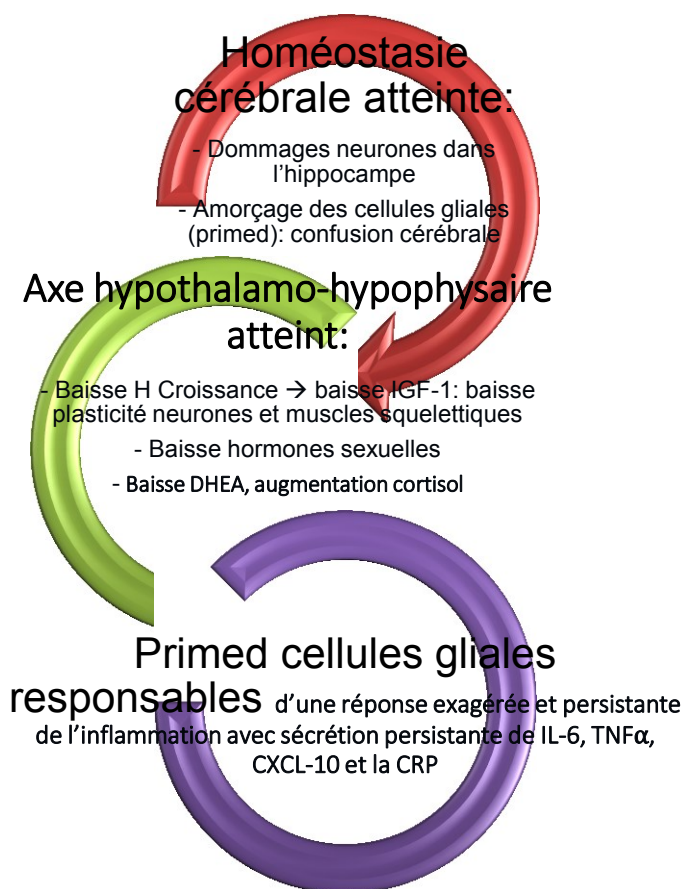 Homéostasie
cérébrale atteinte:
- Dommages neurones dans
l'hippocampe
- Amorçage des cellules gliales
(primed): confusion cérébrale
Axe hypothalamo-hypophysaire
atteint:
- Baisse H Croissance → baisse IGF-1: baisse
plasticité neurones et muscles squelettiques
- Baisse hormones sexuelles
- Baisse DHEA, augmentation cortisol
Primed cellules gliales
responsables d'une réponse exagérée et persistante
de l'inflammation avec sécrétion persistante de IL-6, TNFα,
CXCL-10 et la CRP